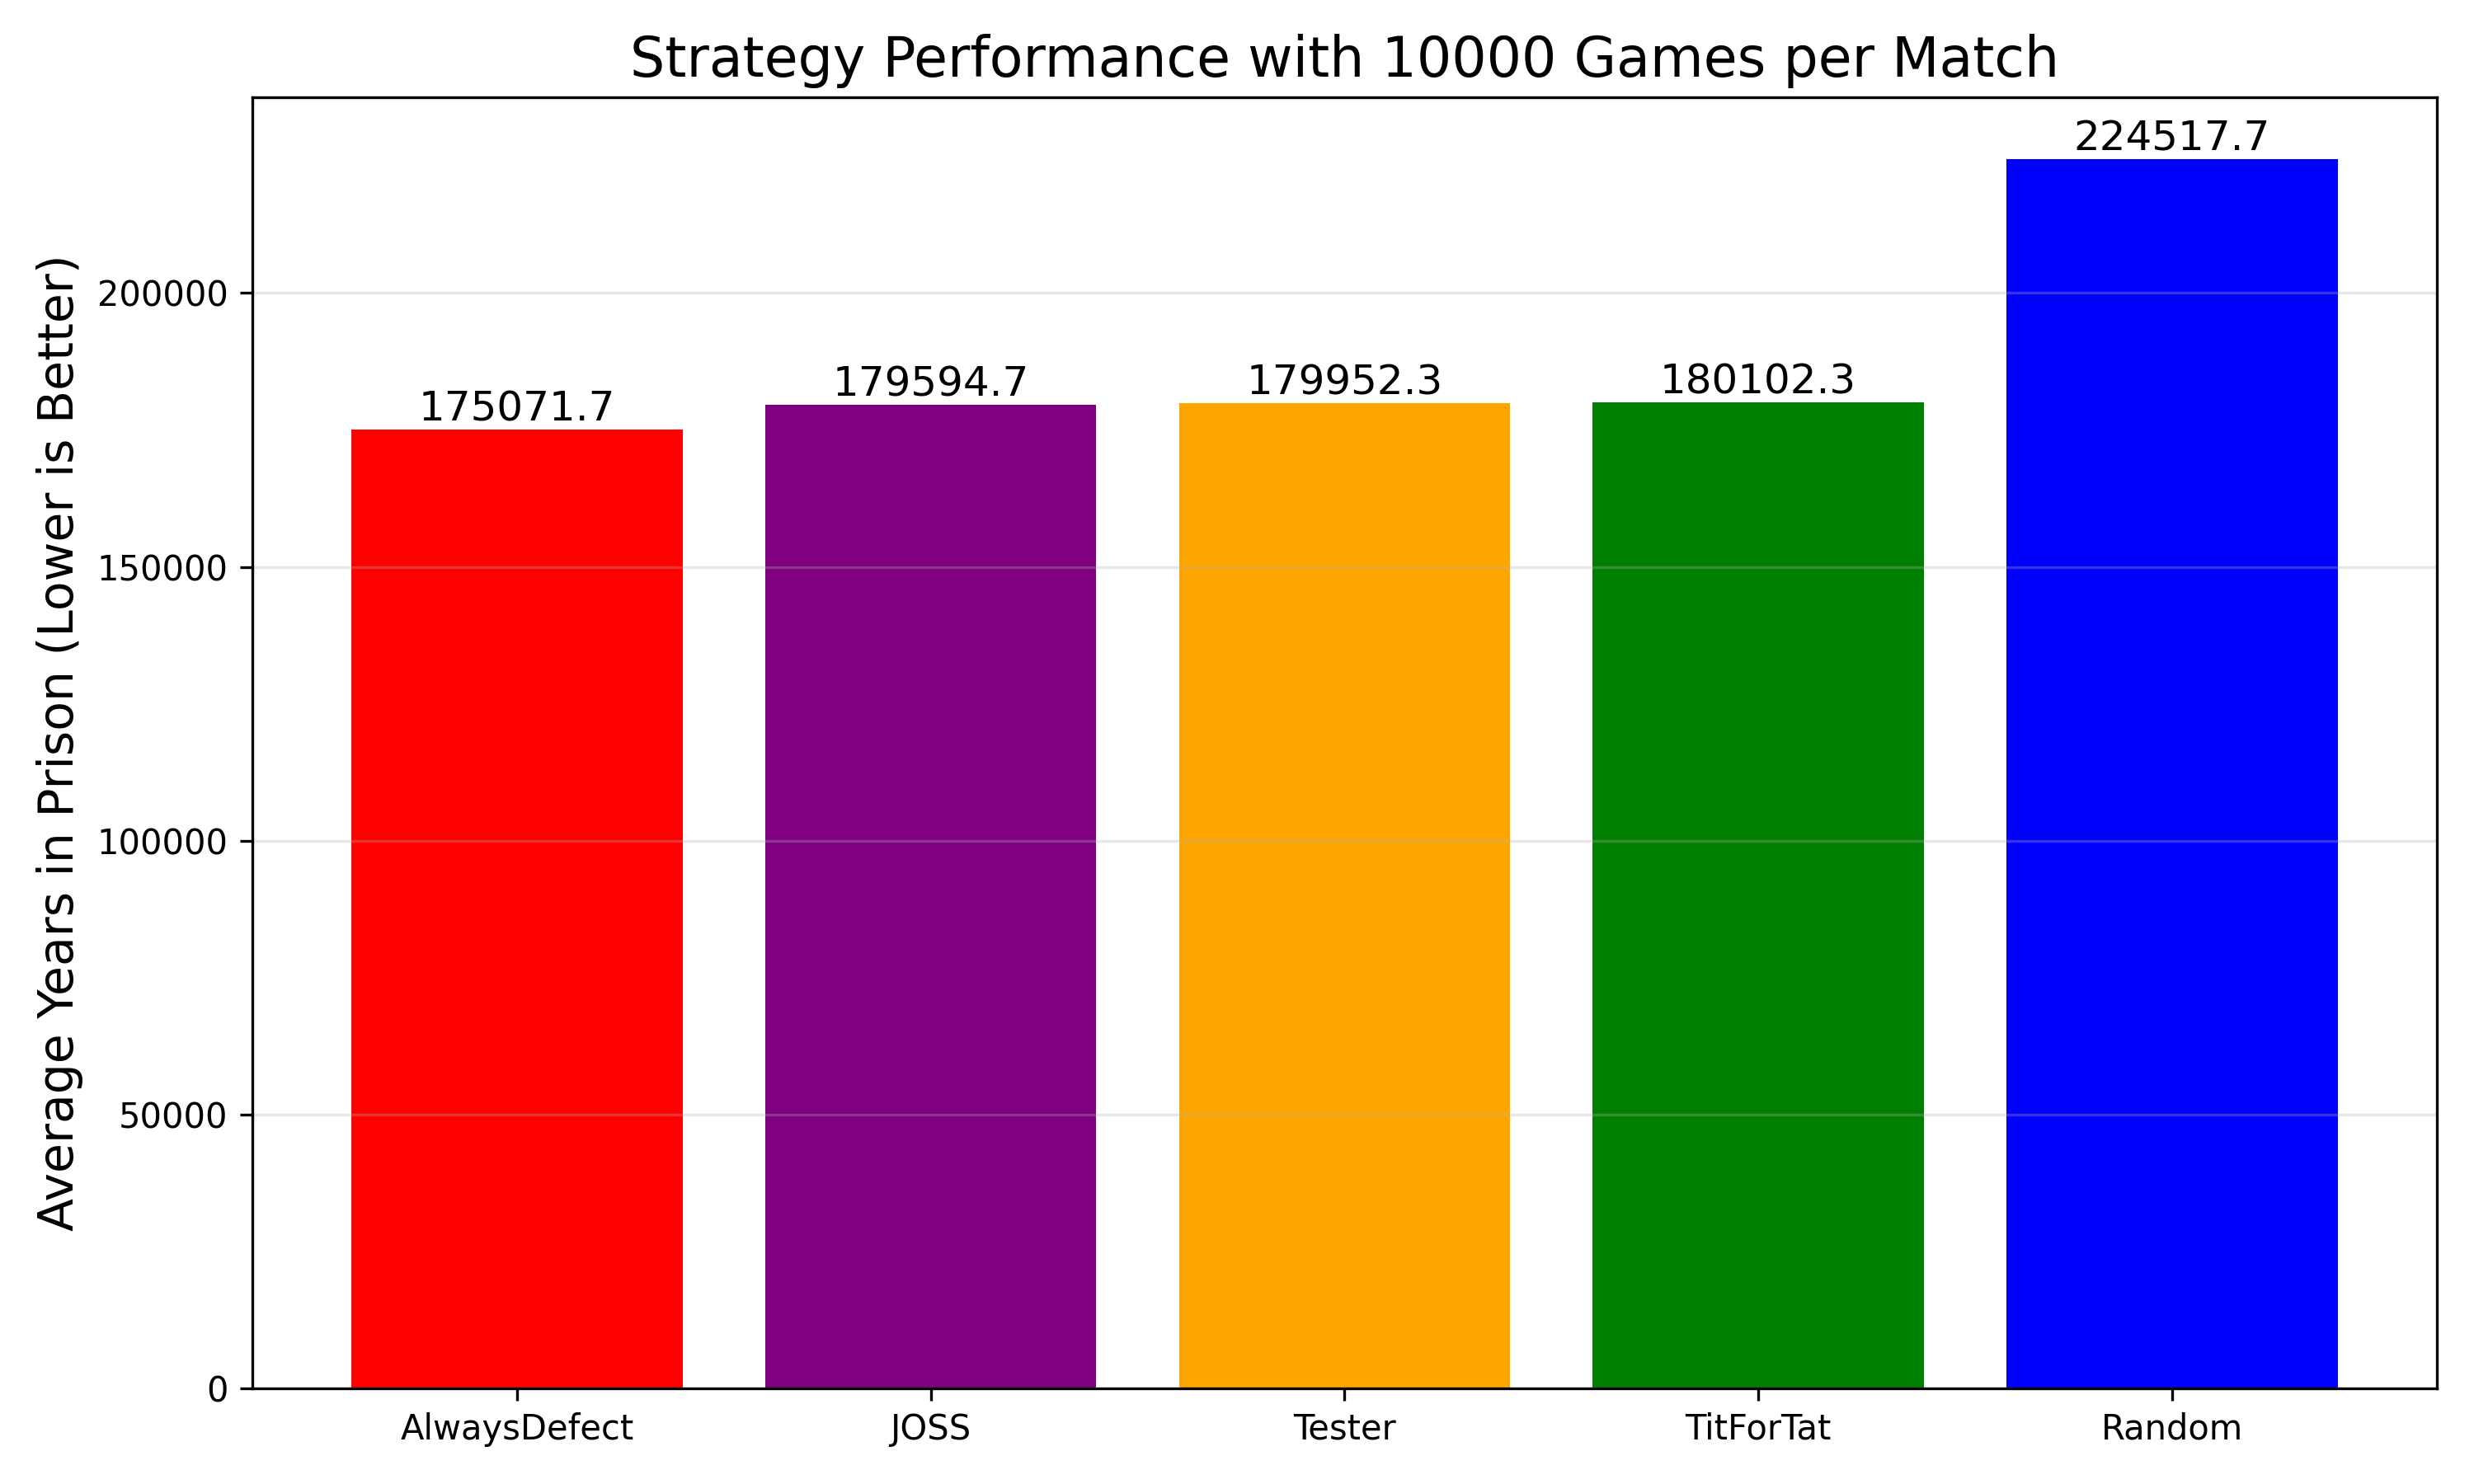 Strategy Performance with 10000 Games per Match
Average Years in Prison (Lower is Better)
200000
150000
100000
50000
0
175071.7
179594.7
179952.3
180102.3
224517.7
AlwaysDefect
JOSS
Tester
TitForTat
Random